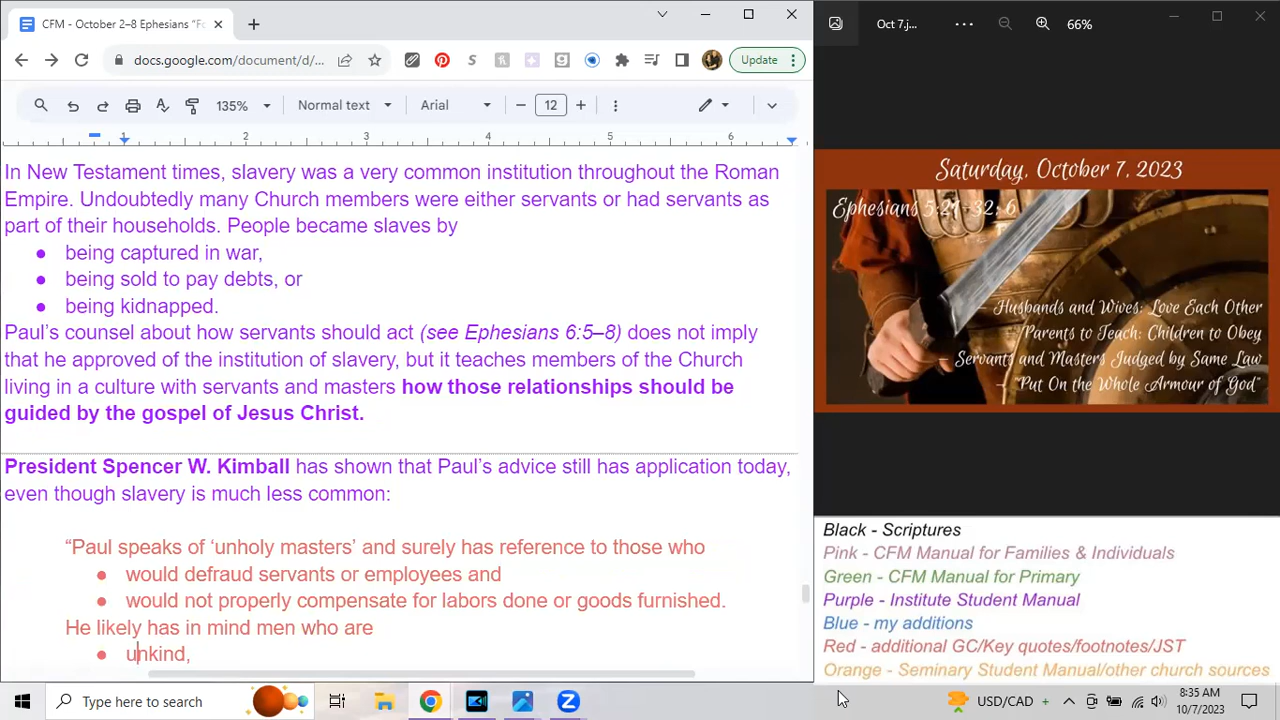 CFM - October 2–8 Ephesians "Fo
docs.google.com/document/d/...
Update
135%
Normal text
Arial
12
1 2 3 4 5 6
In New Testament times, slavery was a very common institution throughout the Roman
Empire. Undoubtedly many Church members were either servants or had servants as
part of their households. People became slaves by
● being captured in war,
● being sold to pay debts, or
● being kidnapped.
Paul's counsel about how servants should act (see Ephesians 6:5–8) does not imply
that he approved of the institution of slavery, but it teaches members of the Church
living in a culture with servants and masters how those relationships should be
guided by the gospel of Jesus Christ.
President Spencer W. Kimball has shown that Paul's advice still has application today,
even though slavery is much less common:
"Paul speaks of 'unholy masters' and surely has reference to those who
● would defraud servants or employees and
● would not properly compensate for labors done or goods furnished.
He likely has in mind men who are
● unkind,
Type here to search
Oct 7.j...
66%
Saturday, October 7, 2023
Ephesians 5:21-32; 6
– Husbands and Wives: Love Each Other
– Parents to Teach: Children to Obey
– Servants and Masters Judged by Same Law
– "Put On the Whole Armour of God"
Black - Scriptures
Pink - CFM Manual for Families & Individuals
Green - CFM Manual for Primary
Purple - Institute Student Manual
Blue - my additions
Red - additional GC/Key quotes/footnotes/JST
Orange - Seminary Student Manual/other church sources
USD/CAD +
8:35 AM
10/7/2023